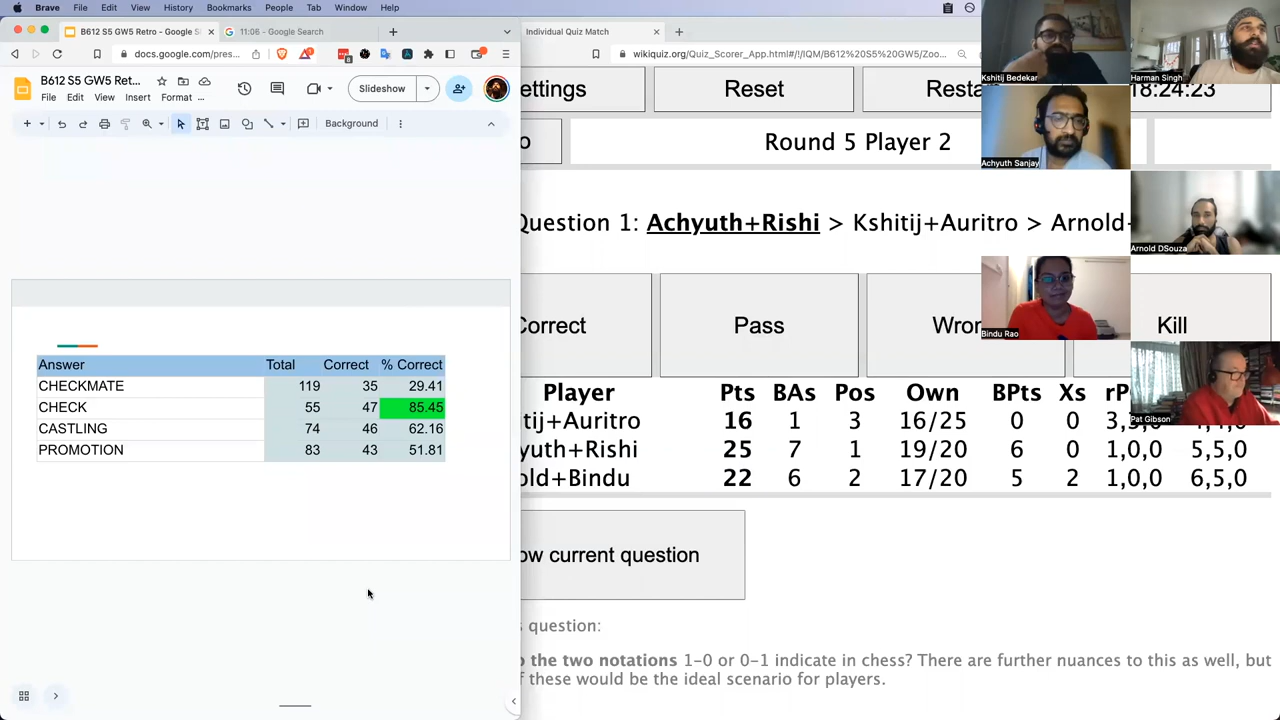 Brave File Edit View History Bookmarks People Tab Window Help
B612 S5 GW5 Retro - Google S
11:06 - Google Search
Individual Quiz Match
docs.google.com/pres...
wikiquiz.org/Quiz_Scorer_App.html#/!/IQM/B612%20S5%20GW5/Zoo
B612 S5 GW5 Ret...
File Edit View Insert Format ...
Slideshow
Background
ettings
Reset
Resta
18:24:23
o
Round 5 Player 2
Question 1: Achyuth+Rishi > Kshitij+Auritro > Arnold-
Correct
Pass
Wron
Kill
Answer Total Correct % Correct
CHECKMATE 119 35 29.41
CHECK 55 47 85.45
CASTLING 74 46 62.16
PROMOTION 83 43 51.81
Player Pts BAs Pos Own BPts Xs rP
tij+Auritro 16 1 3 16/25 0 0
yuth+Rishi 25 7 1 19/20 6 0 1,0,0 5,5,0
old+Bindu 22 6 2 17/20 5 2 1,0,0 6,5,0
ow current question
s question:
o the two notations 1-0 or 0-1 indicate in chess? There are further nuances to this as well, but
f these would be the ideal scenario for players.
Kshitij Bedekar
Harman Singh
Achyuth Sanjay
Arnold DSouza
Bindu Rao
Pat Gibson